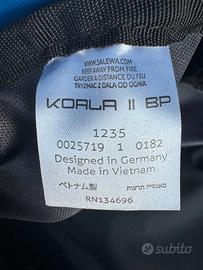 WWW.SALEWA.COM
KEEP AWAY FROM FIRE
GARDER A DISTANCE DU FEU
TRZYMAC Z DALA OD OGNIA
KOALA II BP
1235
0025719 1 0182
Designed in Germany
Made in Vietnam
ベトナム製
RN134696
subito